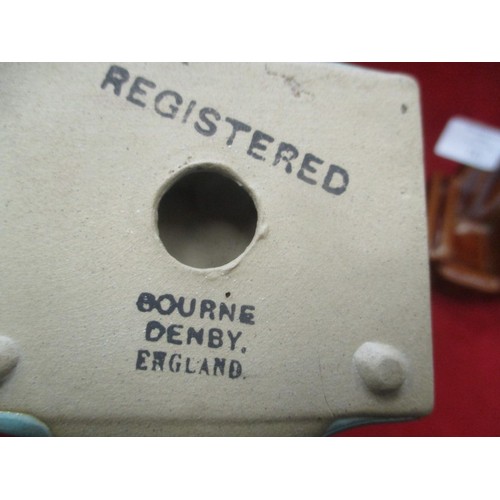 REGISTERED
BOURNE
DENBY.
ENGLAND.